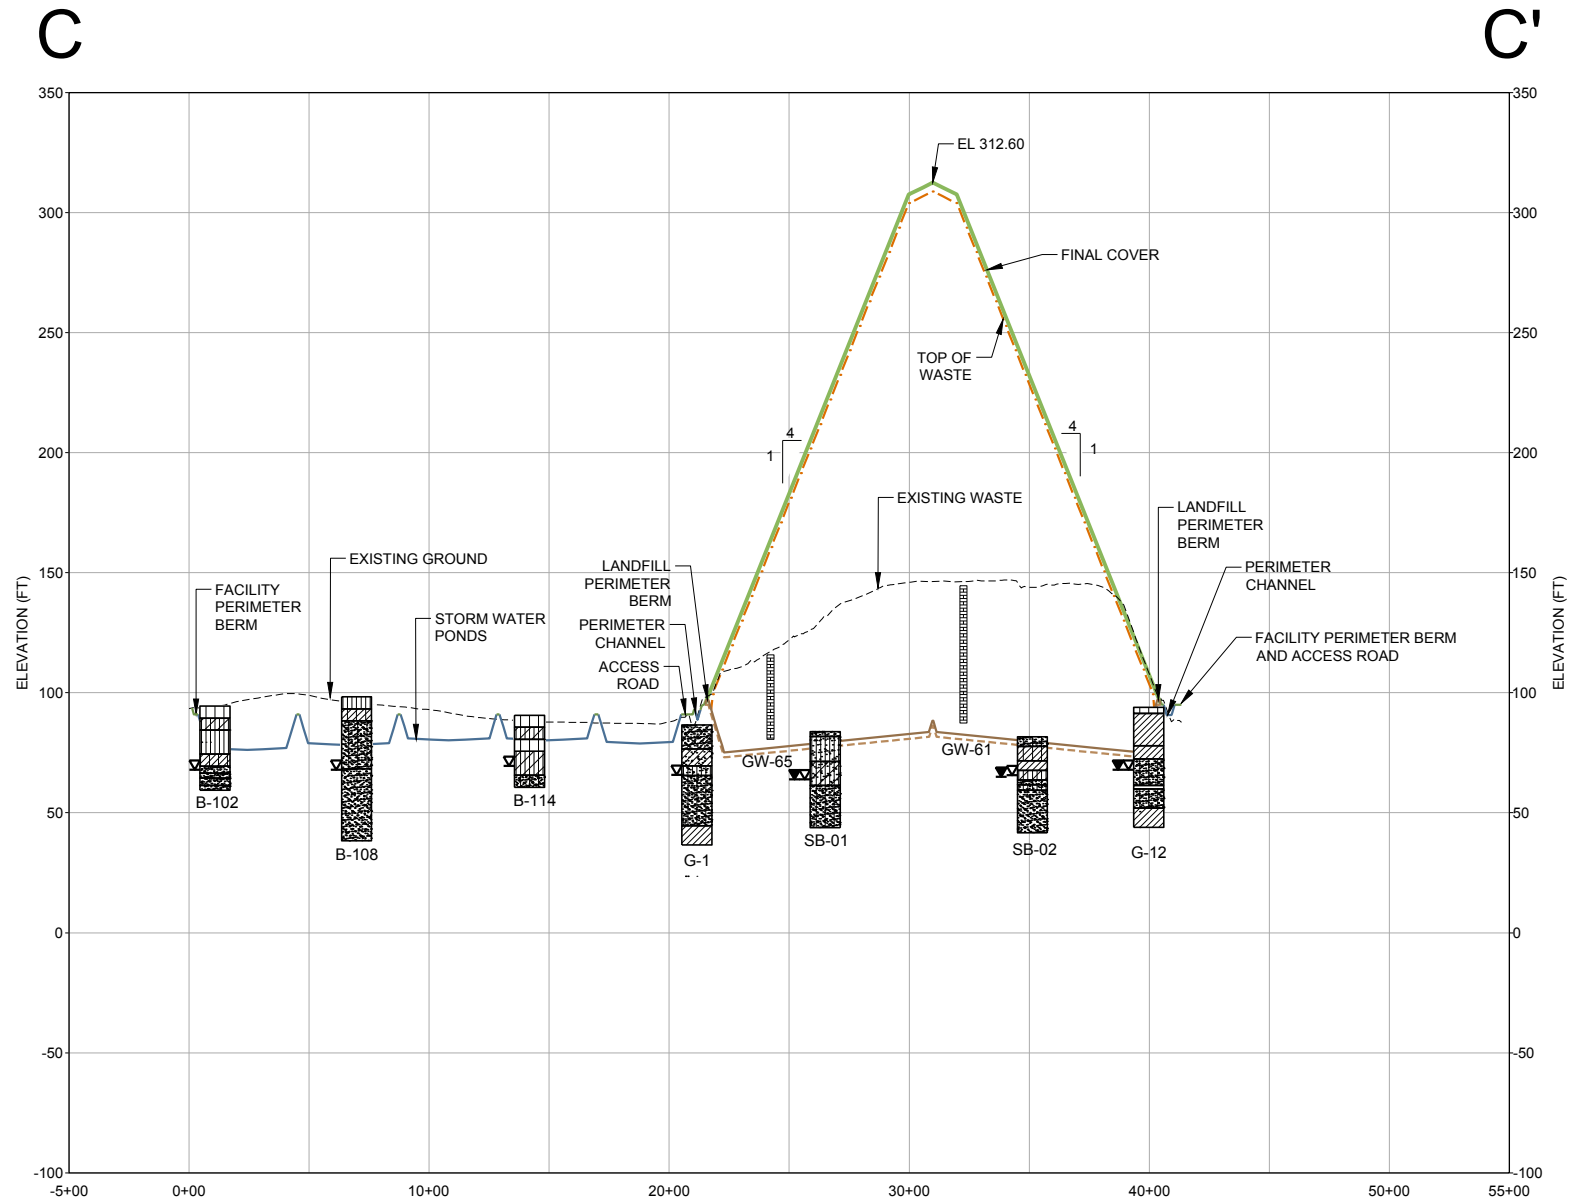 C
C'
350
350
EL 312.60
300
300
FINAL COVER
250
250
TOP OF
WASTE
4
1
4
1
200
200
EXISTING WASTE
LANDFILL
PERIMETER
BERM
EXISTING GROUND
LANDFILL
PERIMETER
BERM
PERIMETER
CHANNEL
150
150
FACILITY
PERIMETER
BERM
STORM WATER
PONDS
PERIMETER
CHANNEL
FACILITY PERIMETER BERM
AND ACCESS ROAD
ACCESS
ROAD
ELEVATION (FT)
ELEVATION (FT)
100
100
GW-65
GW-61
B-102
B-114
50
50
SB-01
B-108
SB-02
G-12
G-1
0
0
-50
-50
-100
-100
-5+00
0+00
10+00
20+00
30+00
40+00
50+00
55+00